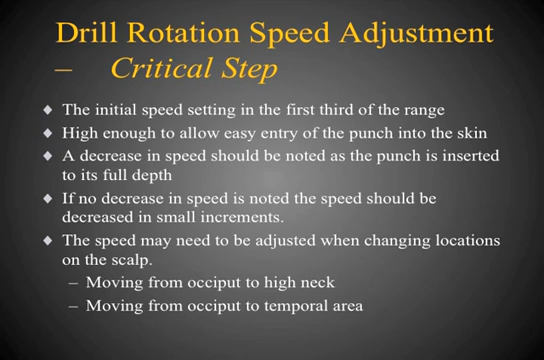 Drill Rotation Speed Adjustment
– Critical Step
The initial speed setting in the first third of the range
High enough to allow easy entry of the punch into the skin
A decrease in speed should be noted as the punch is inserted
to its full depth
If no decrease in speed is noted the speed should be
decreased in small increments.
The speed may need to be adjusted when changing locations
on the scalp.
– Moving from occiput to high neck
– Moving from occiput to temporal area